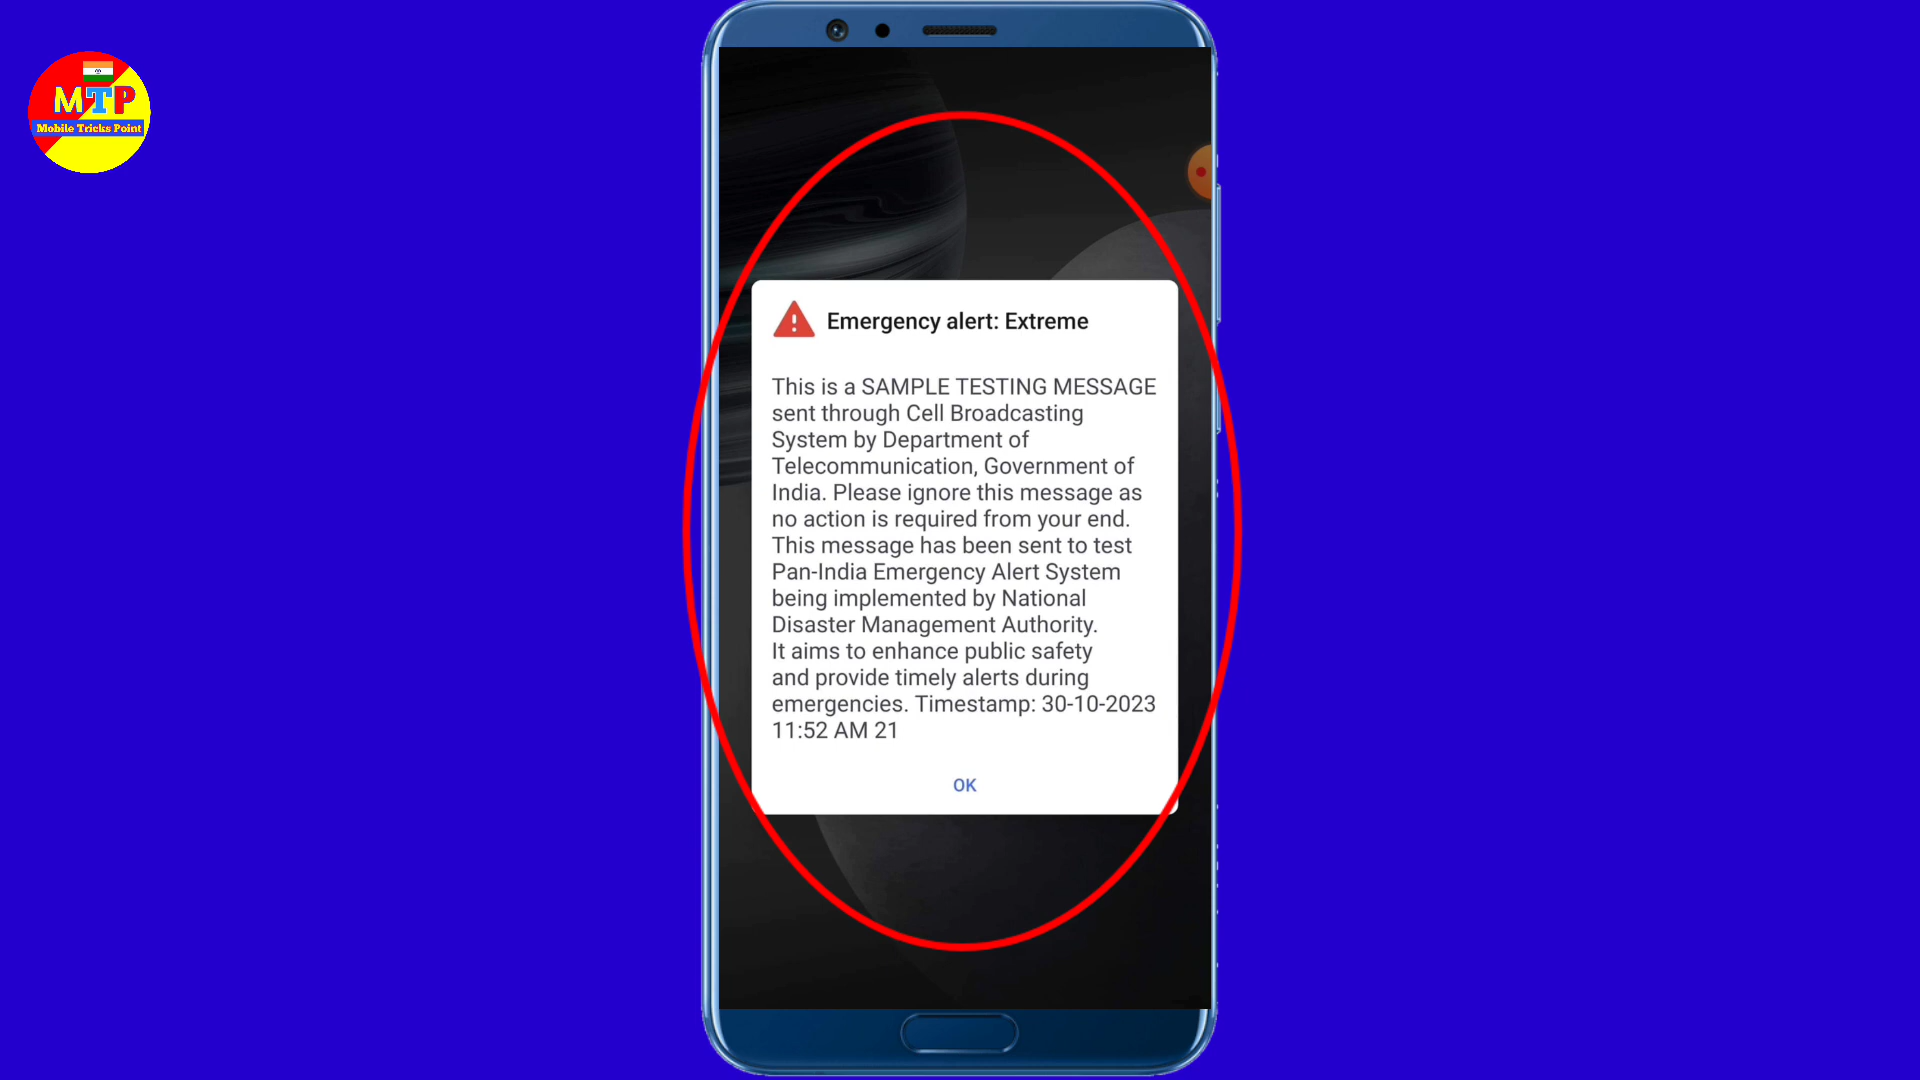 MTP
Mobile Tricks Point
Emergency alert: Extreme
This is a SAMPLE TESTING MESSAGE
sent through Cell Broadcasting
System by Department of
Telecommunication, Government of
India. Please ignore this message as
no action is required from your end.
This message has been sent to test
Pan-India Emergency Alert System
being implemented by National
Disaster Management Authority.
It aims to enhance public safety
and provide timely alerts during
emergencies. Timestamp: 30-10-2023
11:52 AM 21
OK